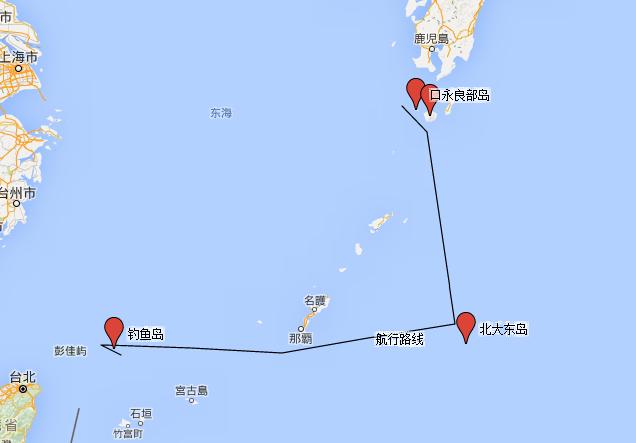 市
鹿児島
上海市
口永良部岛
东海
台州市
名護
那覇
北大东岛
航行路线
钓鱼岛
彭佳屿
台北
宮古島
石垣
竹富町
省